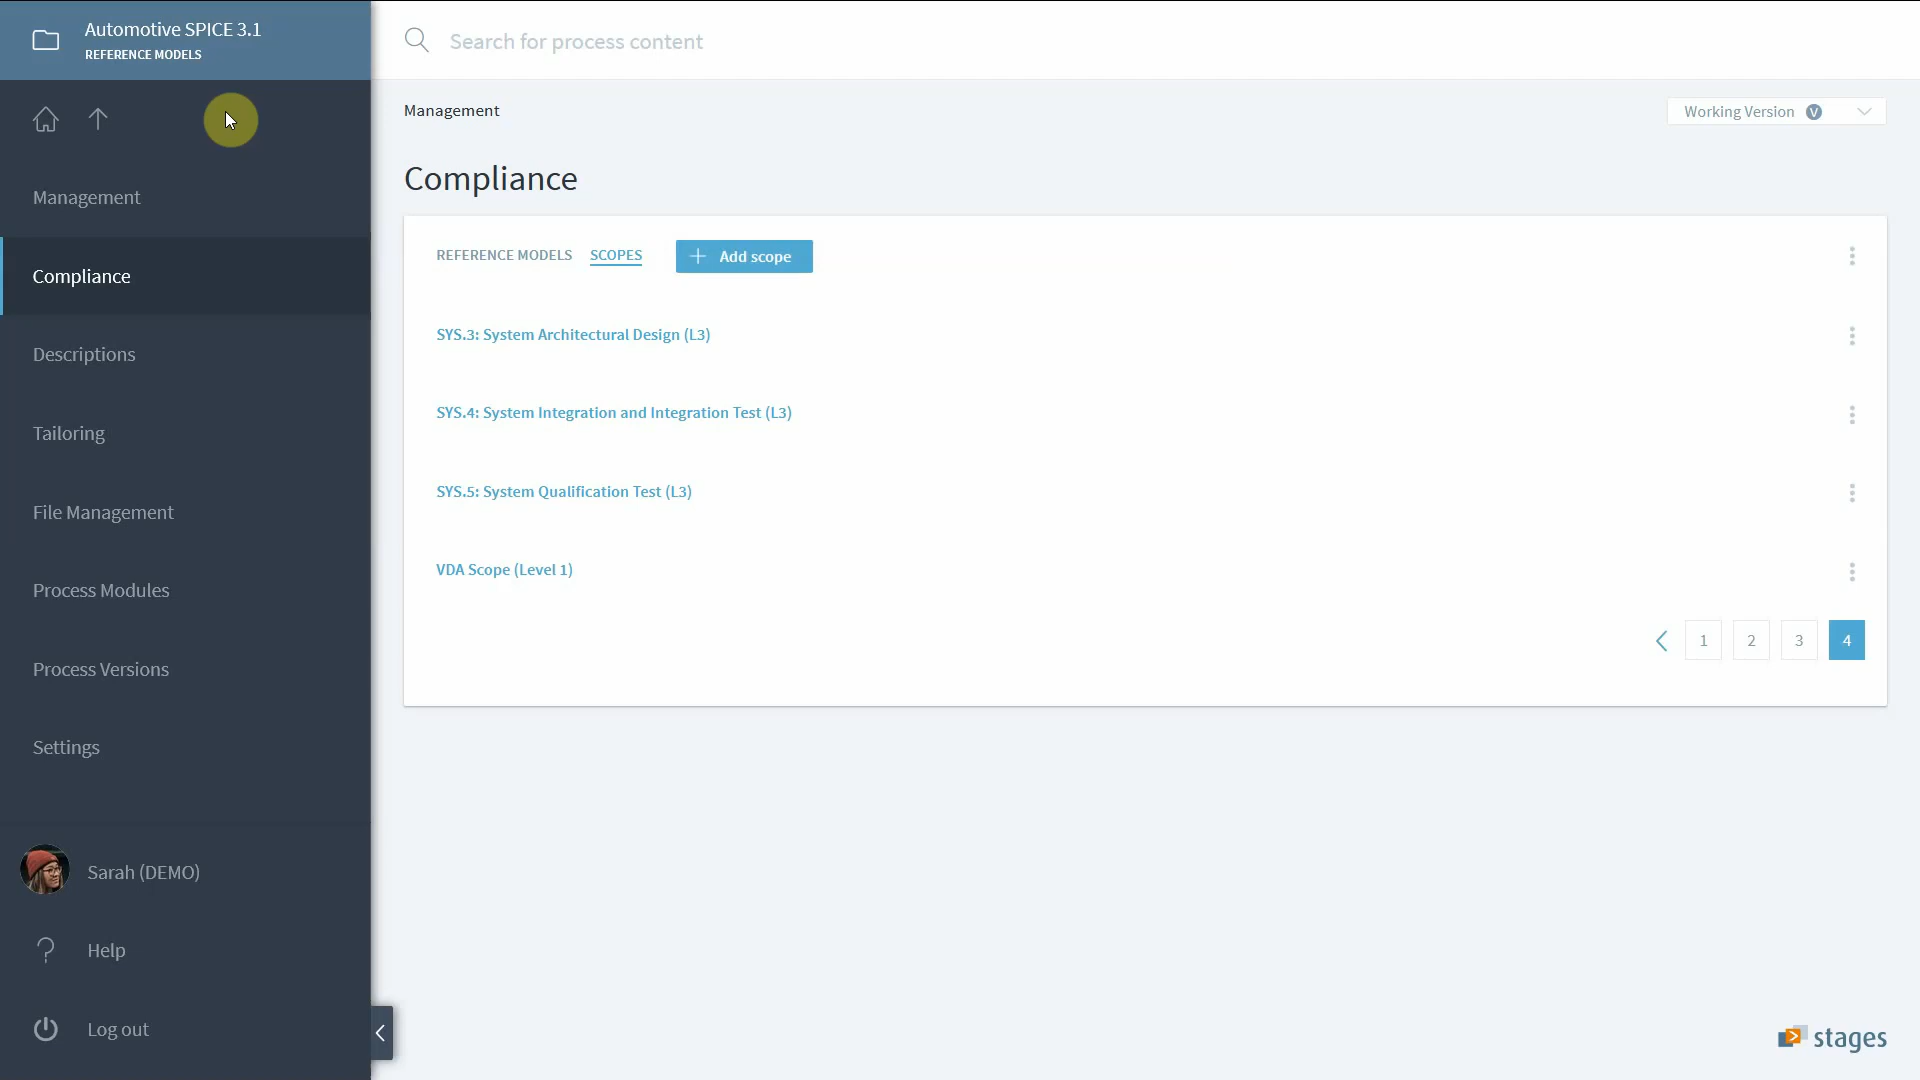 Automotive SPICE 3.1
REFERENCE MODELS
Search for process content
Management
Working Version V
Management
Compliance
Descriptions
Tailoring
File Management
Process Modules
Process Versions
Settings
Sarah (DEMO)
Help
Log out
Compliance
REFERENCE MODELS SCOPES + Add scope
SYS.3: System Architectural Design (L3)
SYS.4: System Integration and Integration Test (L3)
SYS.5: System Qualification Test (L3)
VDA Scope (Level 1)
1 2 3 4
stages